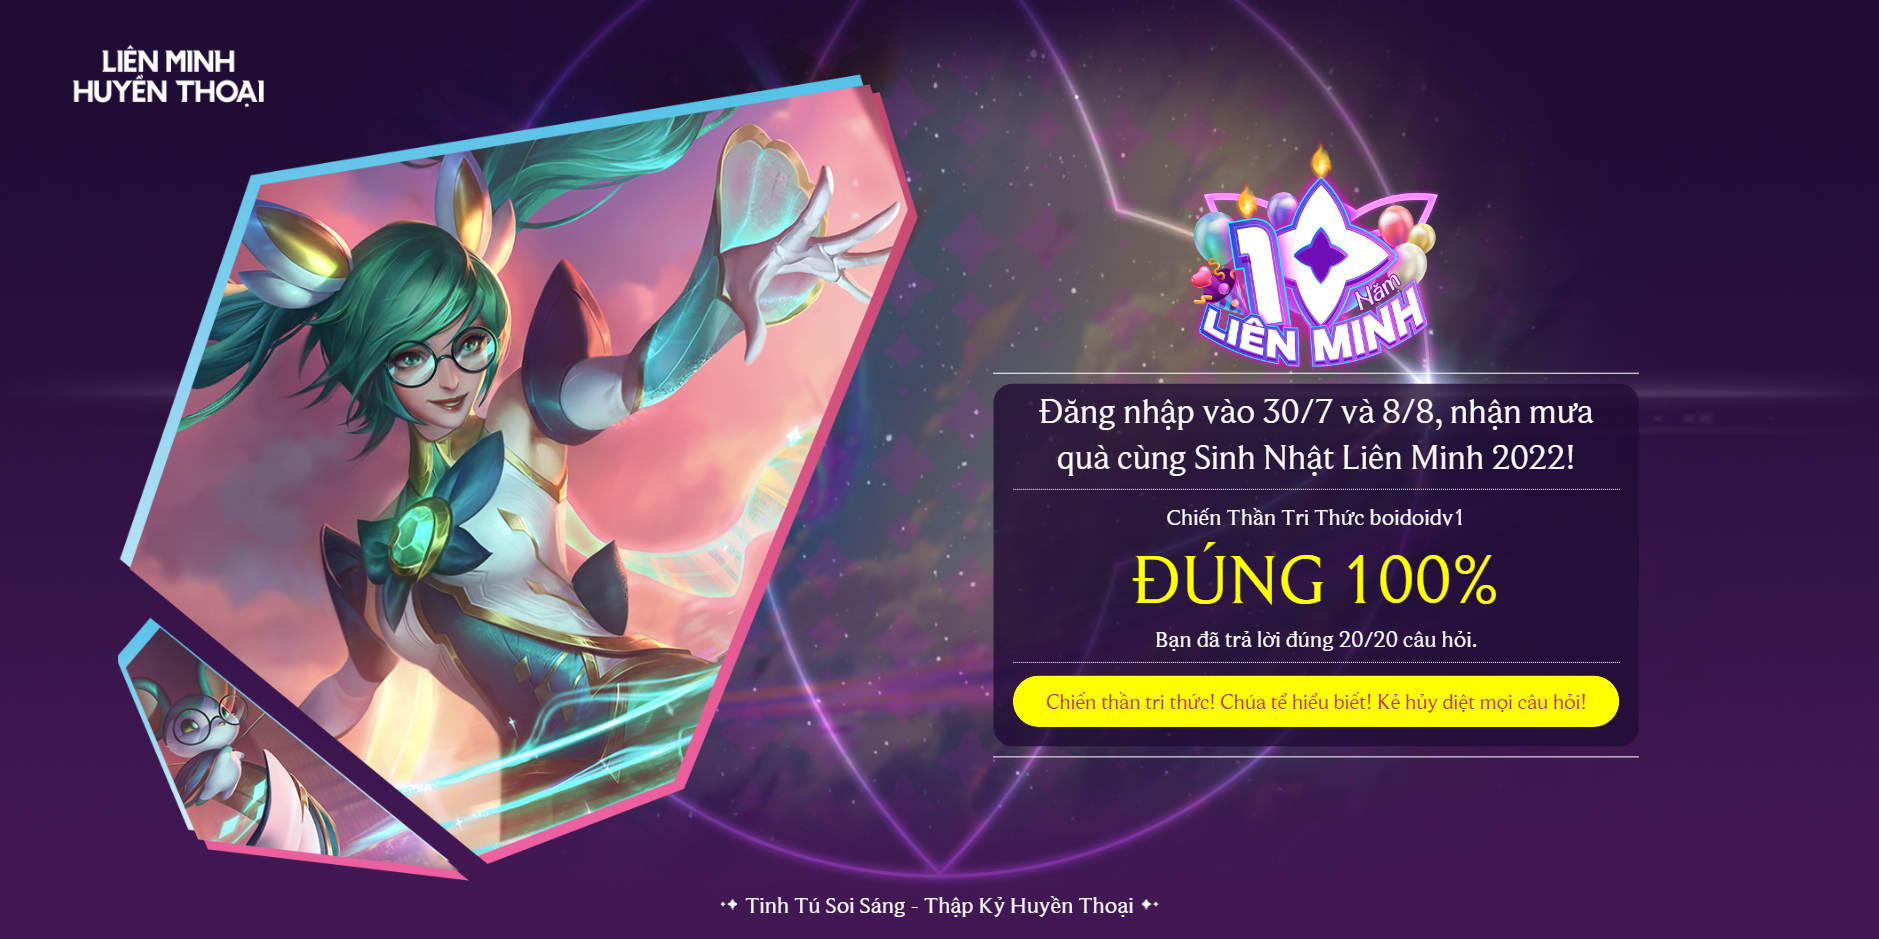 LIÊN MINH
HUYỀN THOẠI
10
Năm
LIÊN MINH
Đăng nhập vào 30/7 và 8/8, nhận mưa
quà cùng Sinh Nhật Liên Minh 2022!
Chiến Thần Tri Thức boidoidv1
ĐÚNG 100%
Bạn đã trả lời đúng 20/20 câu hỏi.
Chiến thần tri thức! Chúa tể hiểu biết! Kẻ hủy diệt mọi câu hỏi!
Tinh Tú Soi Sáng - Thập Kỷ Huyền Thoại